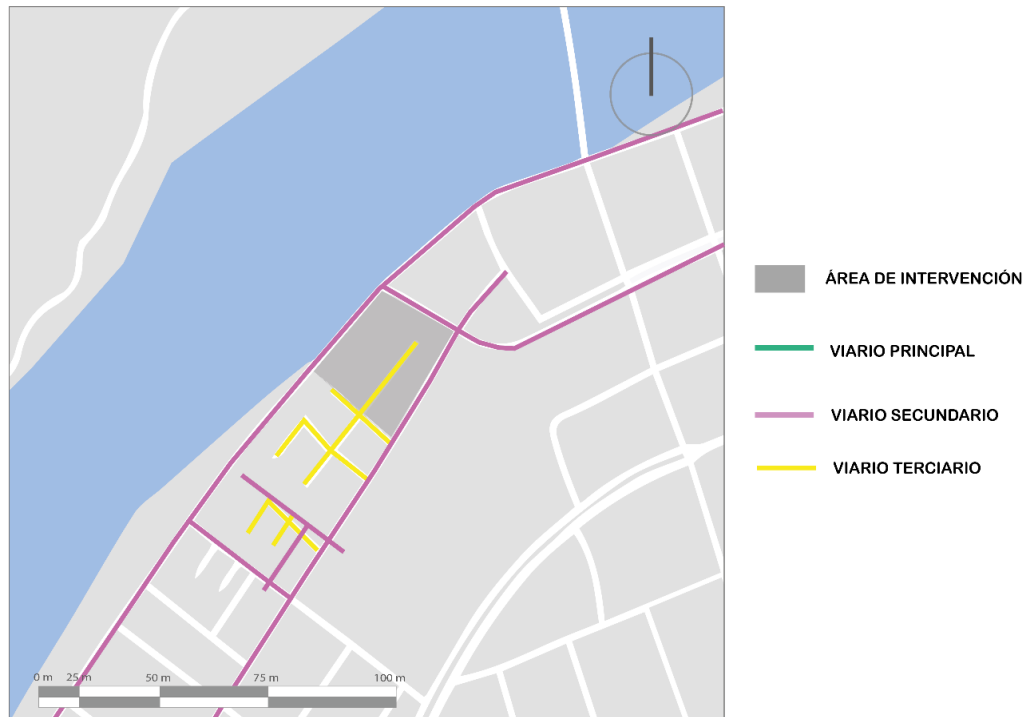 ÁREA DE INTERVENCIÓN
VIARIO PRINCIPAL
VIARIO SECUNDARIO
VIARIO TERCIARIO
0 m 25 m 50 m 75 m 100 m